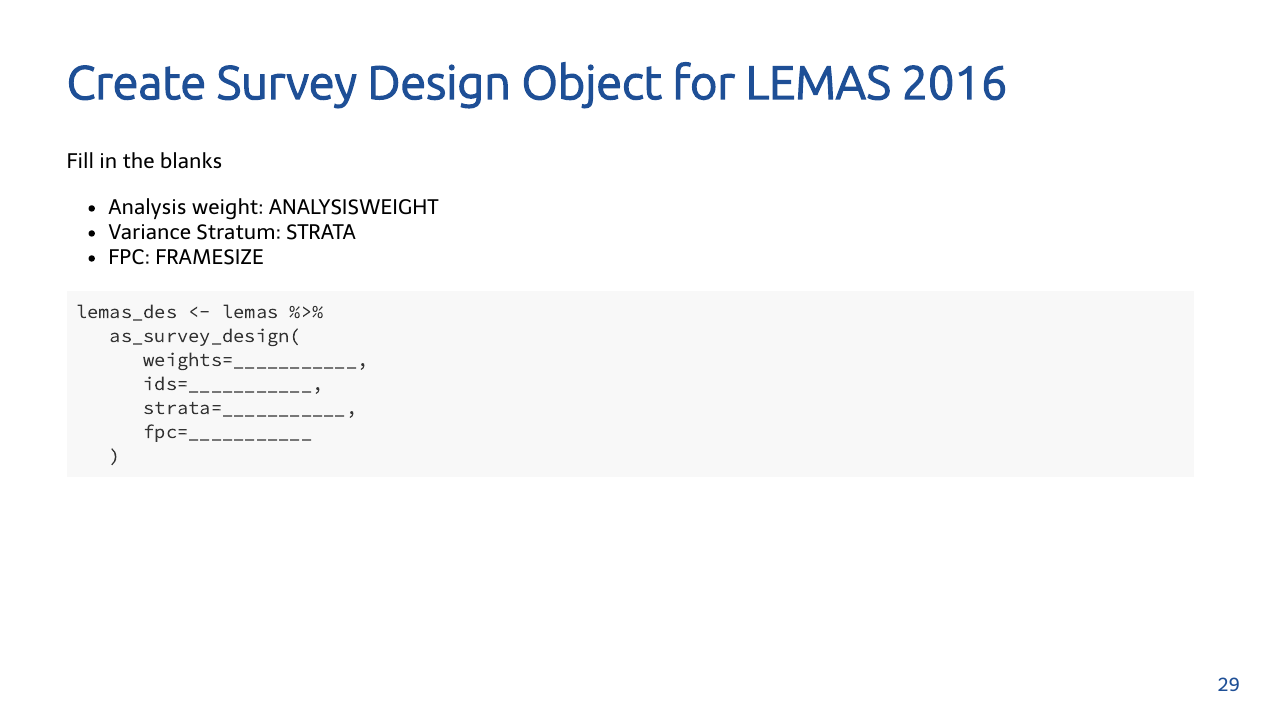 Create Survey Design Object for LEMAS 2016
Fill in the blanks
• Analysis weight: ANALYSISWEIGHT
• Variance Stratum: STRATA
• FPC: FRAMESIZE
lemas_des <- lemas %>%
   as_survey_design(
      weights=___________,
      ids=___________,
      strata=___________,
      fpc=___________
   )
29